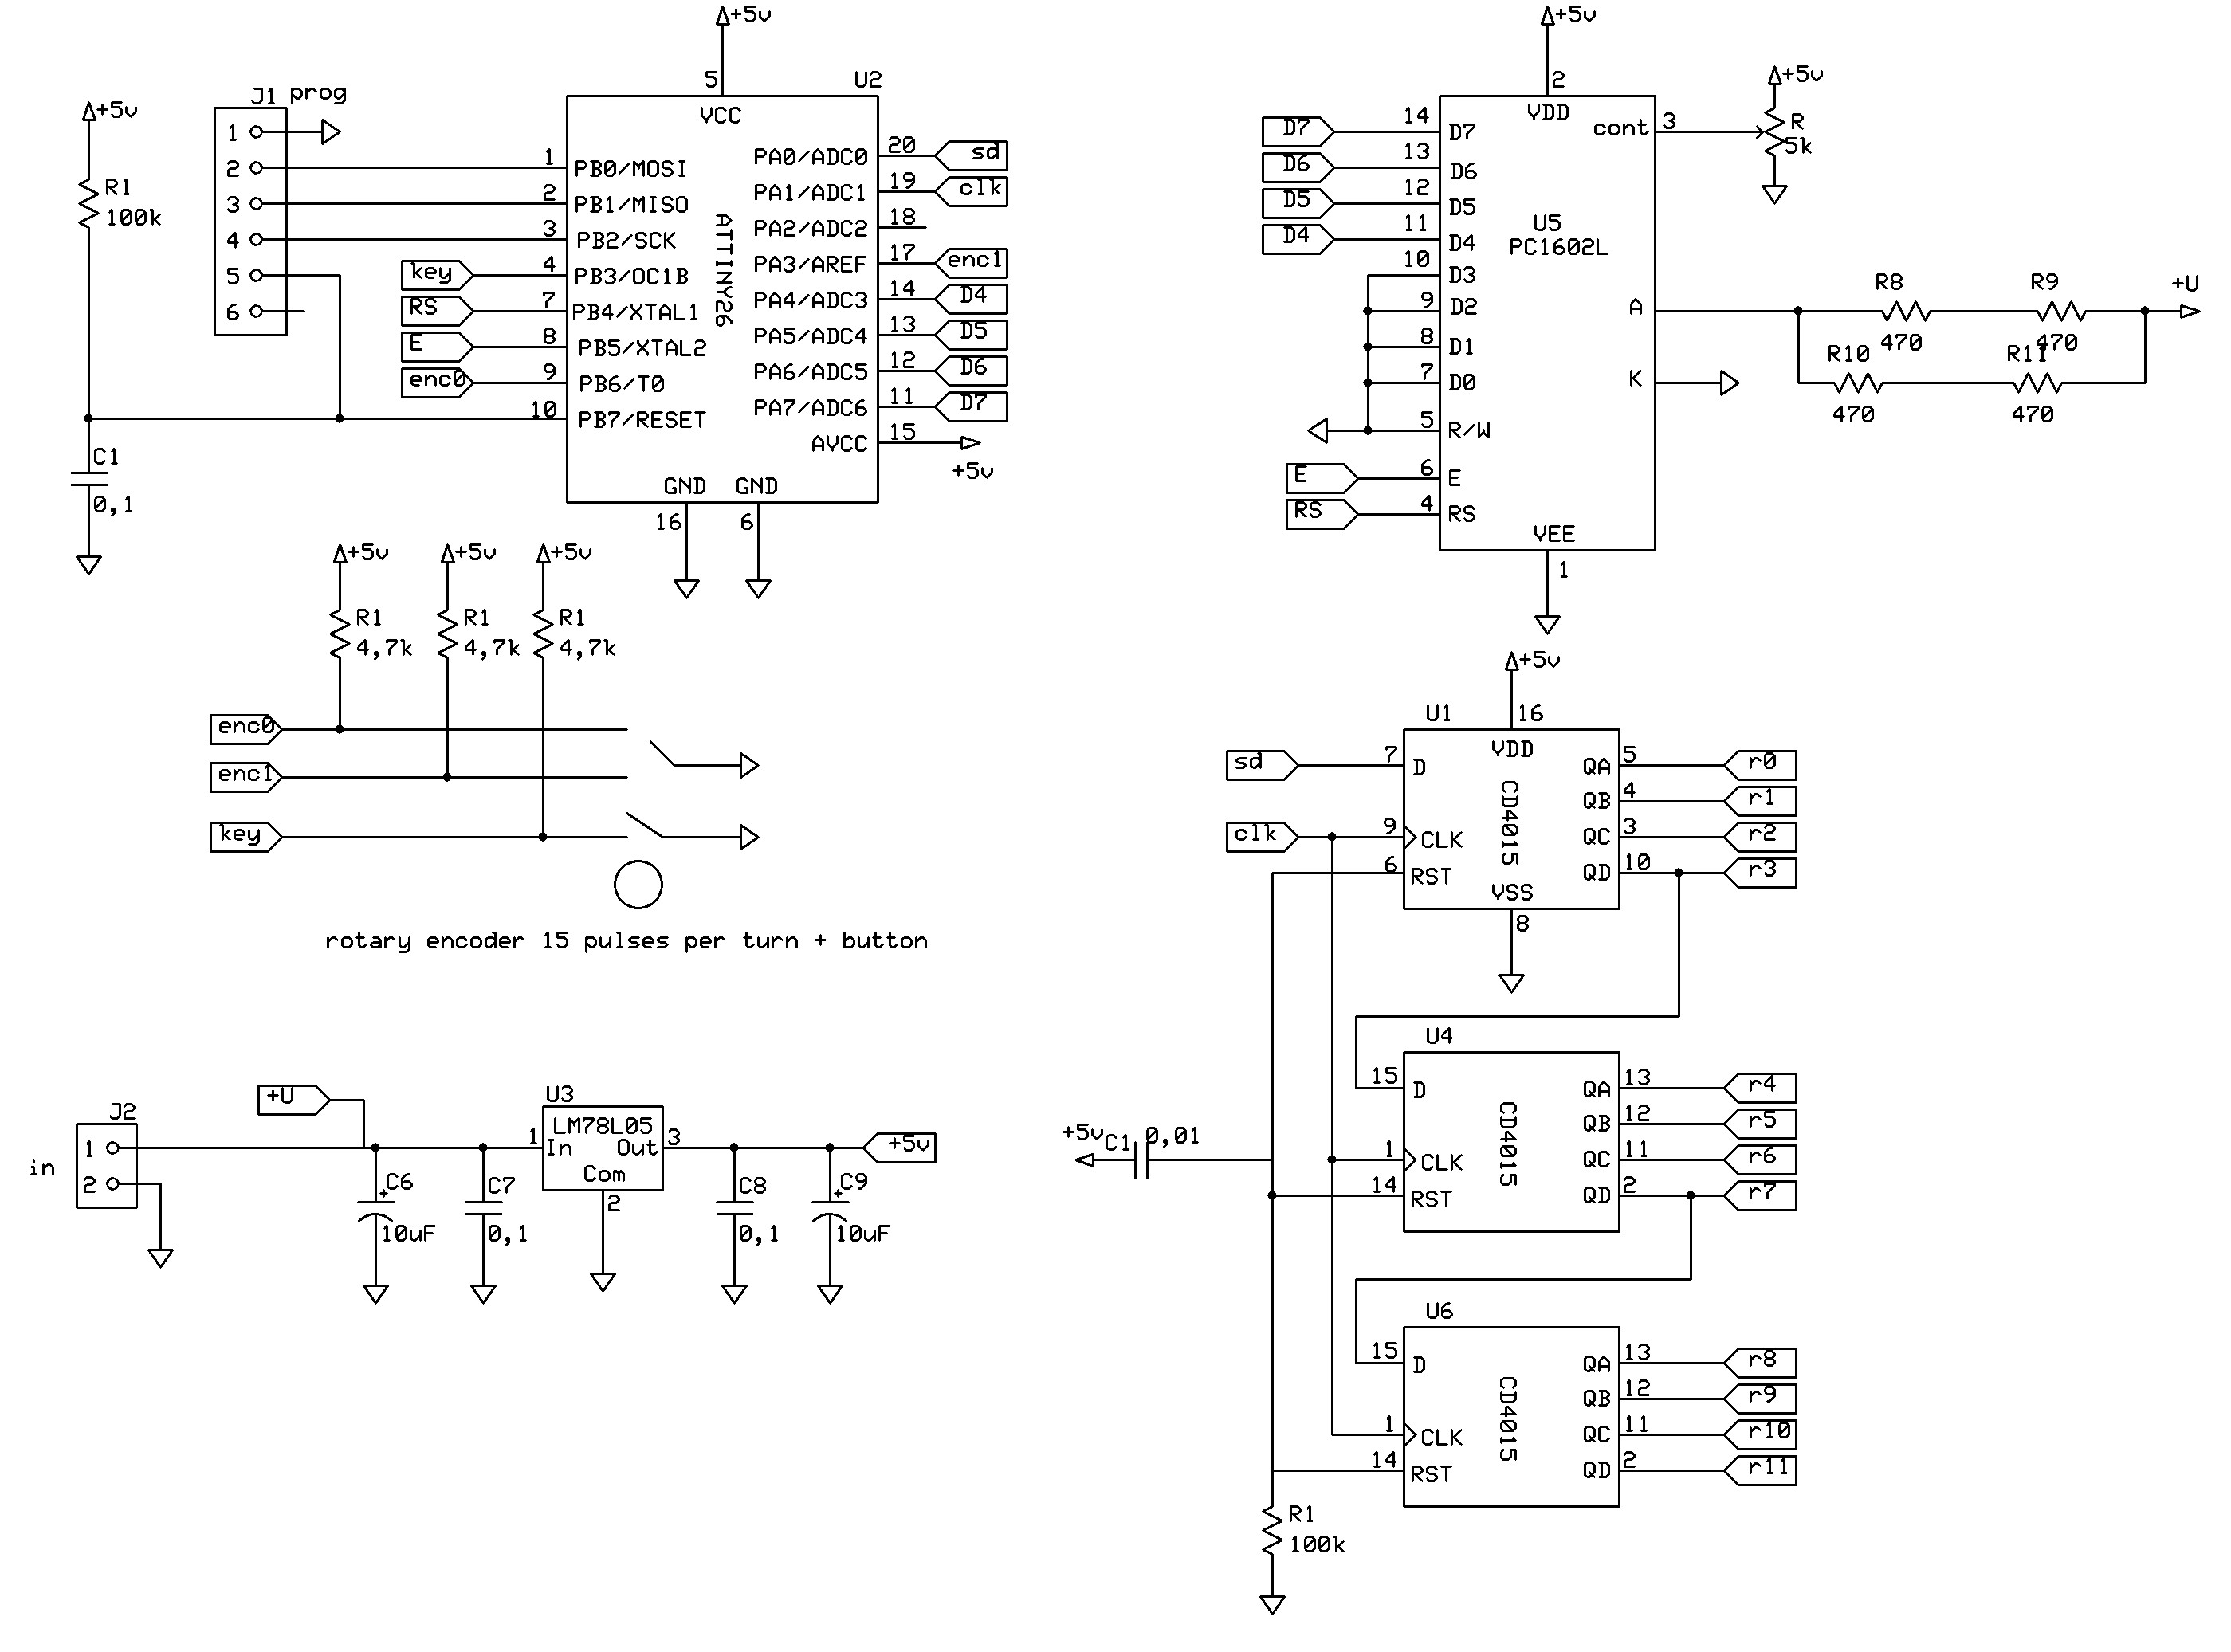 +5v
R1
100k
C1
0,1
J1 prog
1
2
3
4
5
6
+5v
5
U2
VCC
ATTINY26
1 PB0/MOSI
2 PB1/MISO
3 PB2/SCK
key 4 PB3/OC1B
RS 7 PB4/XTAL1
E 8 PB5/XTAL2
enc0 9 PB6/T0
10 PB7/RESET
PA0/ADC0 20 sd
PA1/ADC1 19 clk
PA2/ADC2 18
PA3/AREF 17 enc1
PA4/ADC3 14 D4
PA5/ADC4 13 D5
PA6/ADC5 12 D6
PA7/ADC6 11 D7
AVCC 15
+5v
GND GND
16 6
+5v +5v +5v
R1 R1 R1
4,7k 4,7k 4,7k
enc0
enc1
key
rotary encoder 15 pulses per turn + button
J2
in
1
2
+U
U3
LM78L05
1 In Out 3
Com
2
+5v
C6
+
10uF
C7
0,1
C8
0,1
C9
+
10uF
+5v
2
VDD
U5
PC1602L
D7 14 D7
D6 13 D6
D5 12 D5
D4 11 D4
10 D3
9 D2
8 D1
7 D0
5 R/W
E 6 E
RS 4 RS
VEE
1
cont 3
+5v
R
5k
A
K
R8
470
R9
470
R10
470
R11
470
+U
+5v
U1 16
VDD
CD4015
sd 7 D
clk 9 CLK
6 RST
QA 5 r0
QB 4 r1
QC 3 r2
QD 10 r3
VSS
8
U4
CD4015
15 D
1 CLK
14 RST
QA 13 r4
QB 12 r5
QC 11 r6
QD 2 r7
+5v C1 0,01
U6
CD4015
15 D
1 CLK
14 RST
QA 13 r8
QB 12 r9
QC 11 r10
QD 2 r11
R1
100k